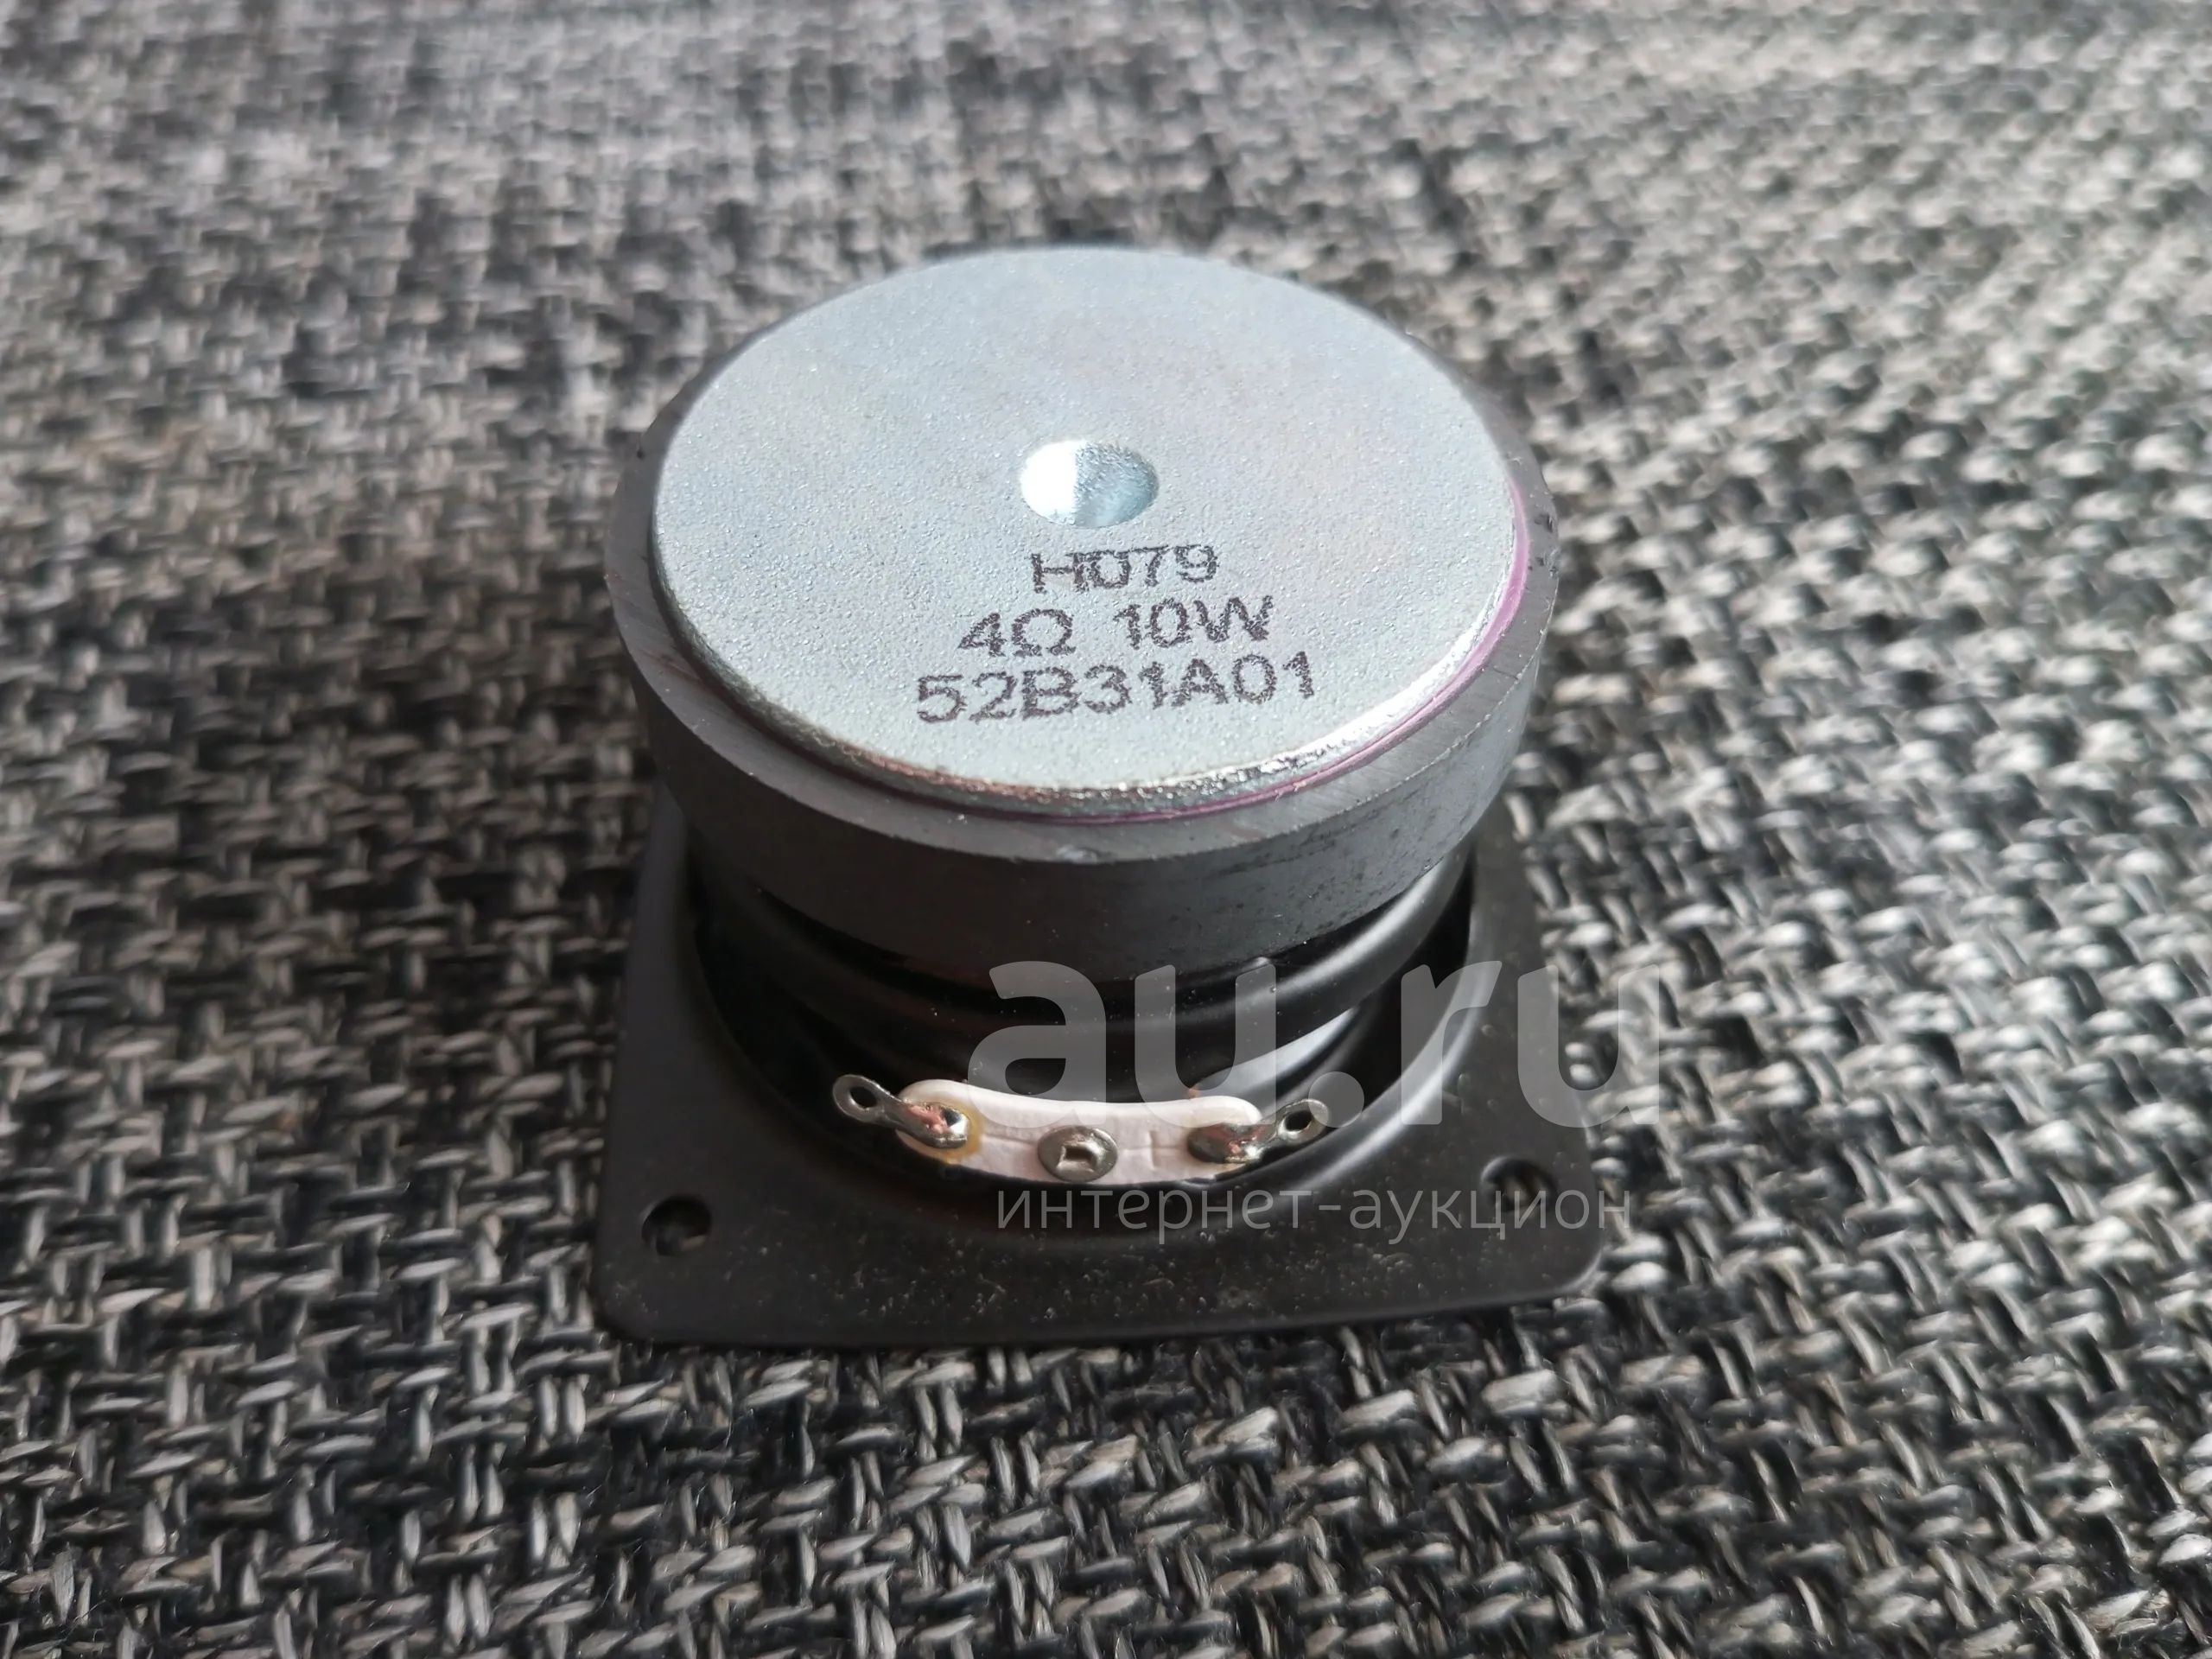 H079
4Ω 10W
52B31A01
au.ru
интернет-аукцион